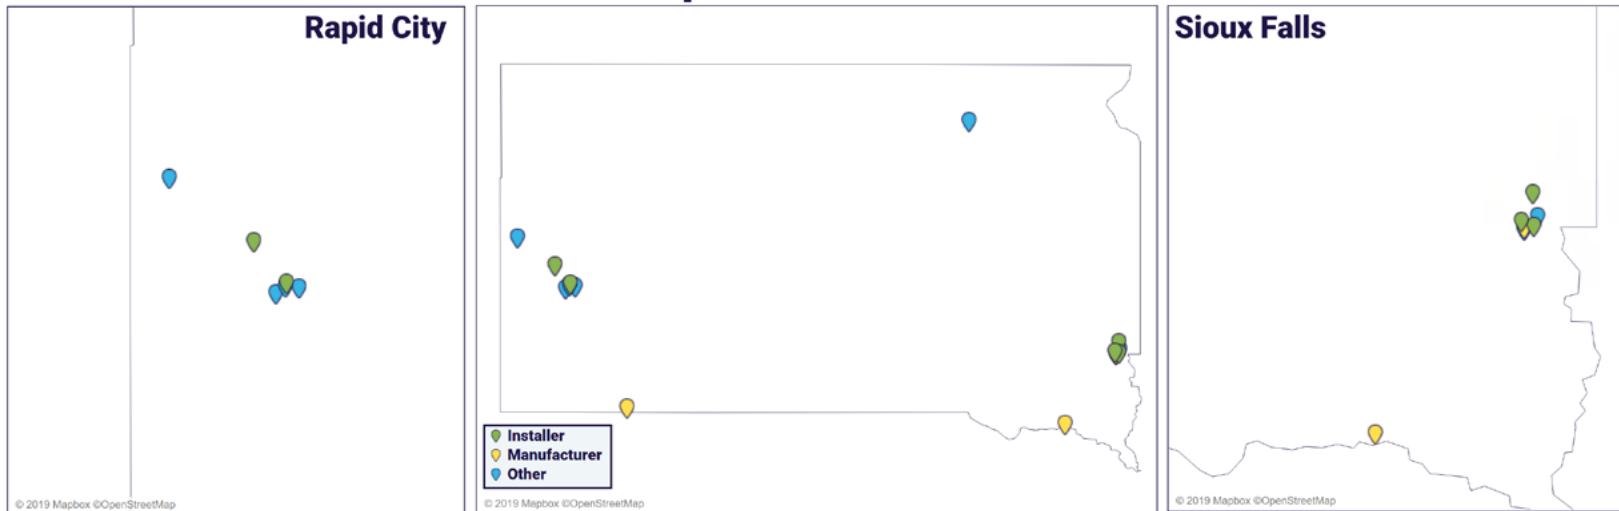 Rapid City
© 2019 Mapbox ©OpenStreetMap
Installer
Manufacturer
Other
© 2019 Mapbox ©OpenStreetMap
Sioux Falls
© 2019 Mapbox ©OpenStreetMap